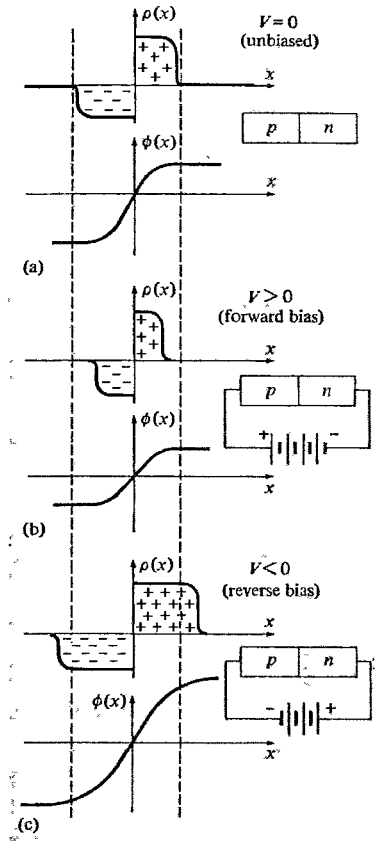 ρ(x)
V = 0
(unbiased)
+ + + + + + +
x
− − − − − − −
p n
ϕ(x)
x
(a)
ρ(x)
V > 0
(forward bias)
+ + + + +
x
− − − − −
p n
ϕ(x)
+ −
x
(b)
ρ(x)
V < 0
(reverse bias)
+ + + + + + + + + + + + + +
x
− − − − − − − − − −
p n
ϕ(x)
− +
x
(c)